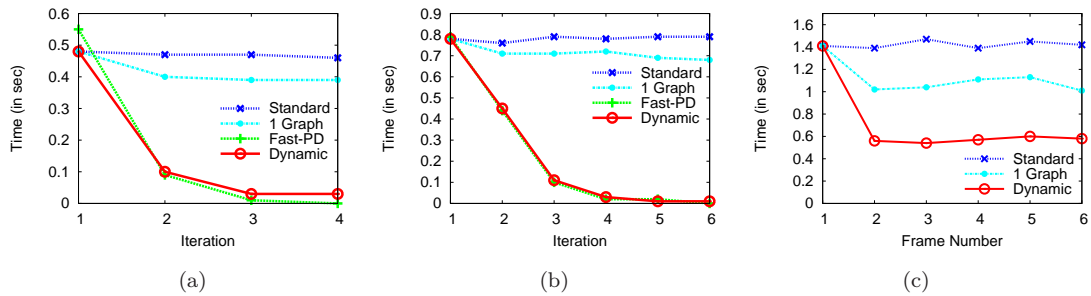 0.6
0.5
0.4
0.3
0.2
0.1
0
Time (in sec)
1 2 3 4
Iteration
Standard
1 Graph
Fast-PD
Dynamic
(a)
0.9
0.8
0.7
0.6
0.5
0.4
0.3
0.2
0.1
0
Time (in sec)
1 2 3 4 5 6
Iteration
Standard
1 Graph
Fast-PD
Dynamic
(b)
1.6
1.4
1.2
1
0.8
0.6
0.4
0.2
0
Time (in sec)
1 2 3 4 5 6
Frame Number
Standard
1 Graph
Dynamic
(c)